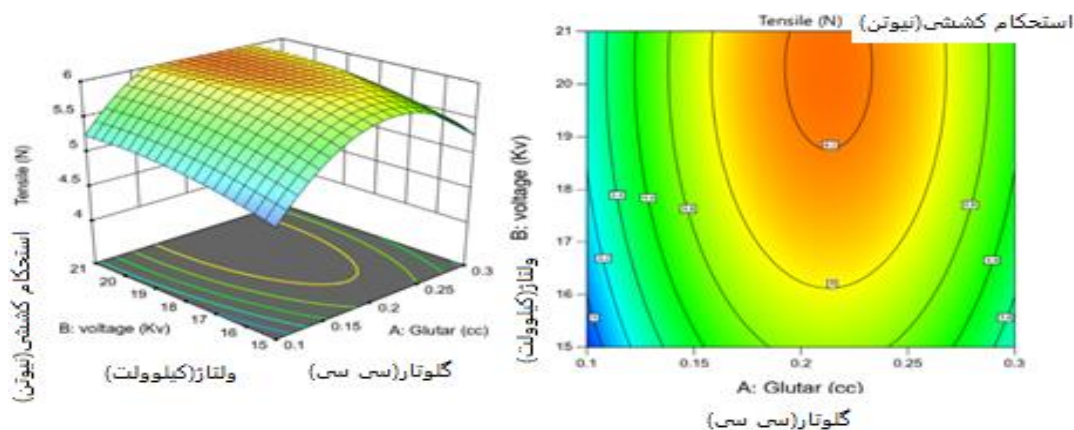 6
5.5
5
4.5
4
Tensile (N)
استحکام کششی(نیوتن)
21
20
19
18
17
16
15
B: voltage (Kv)
ولتاژ(کیلوولت)
0.1
0.15
0.2
0.25
0.3
A: Glutar (cc)
گلوتار(سی سی)
Tensile (N)
استحکام کششی(نیوتن)
21
20
19
18
17
16
15
B: voltage (Kv)
ولتاژ(کیلوولت)
0.1
0.2
0.25
0.3
A: Glutar (cc)
گلوتار(سی سی)